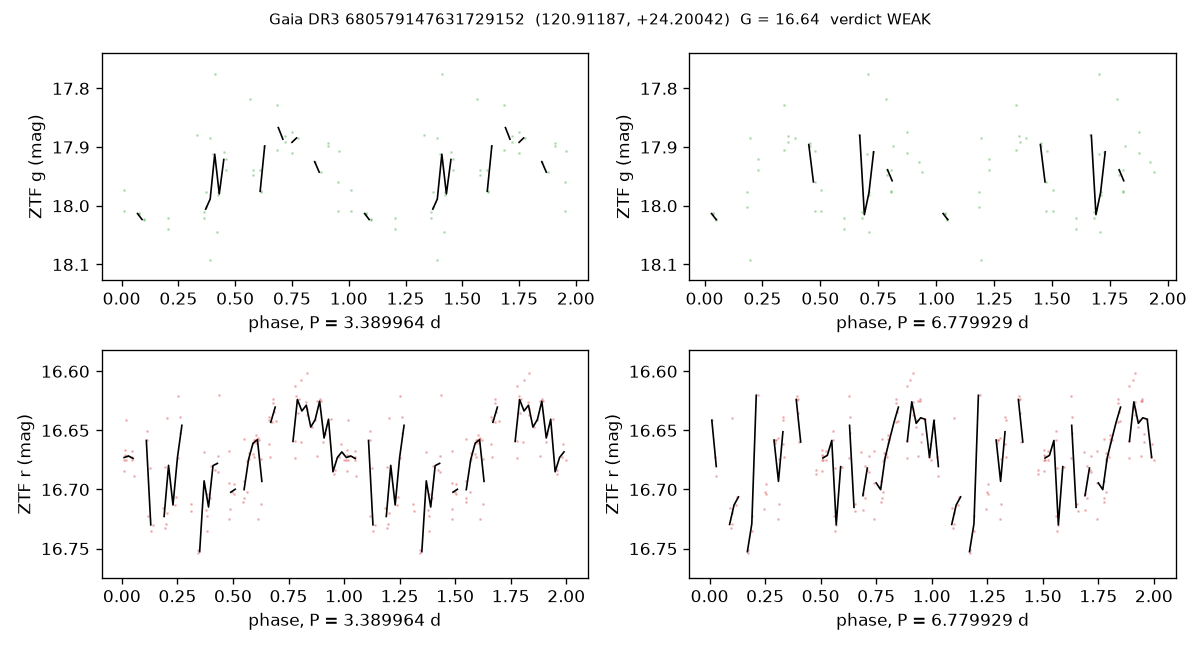 Gaia DR3 680579147631729152  (120.91187, +24.20042)  G = 16.64  verdict WEAK
ZTF g (mag)
17.8
17.9
18.0
18.1
0.00 0.25 0.50 0.75 1.00 1.25 1.50 1.75 2.00
phase, P = 3.389964 d
ZTF g (mag)
17.8
17.9
18.0
18.1
0.00 0.25 0.50 0.75 1.00 1.25 1.50 1.75 2.00
phase, P = 6.779929 d
ZTF r (mag)
16.60
16.65
16.70
16.75
0.00 0.25 0.50 0.75 1.00 1.25 1.50 1.75 2.00
phase, P = 3.389964 d
ZTF r (mag)
16.60
16.65
16.70
16.75
0.00 0.25 0.50 0.75 1.00 1.25 1.50 1.75 2.00
phase, P = 6.779929 d